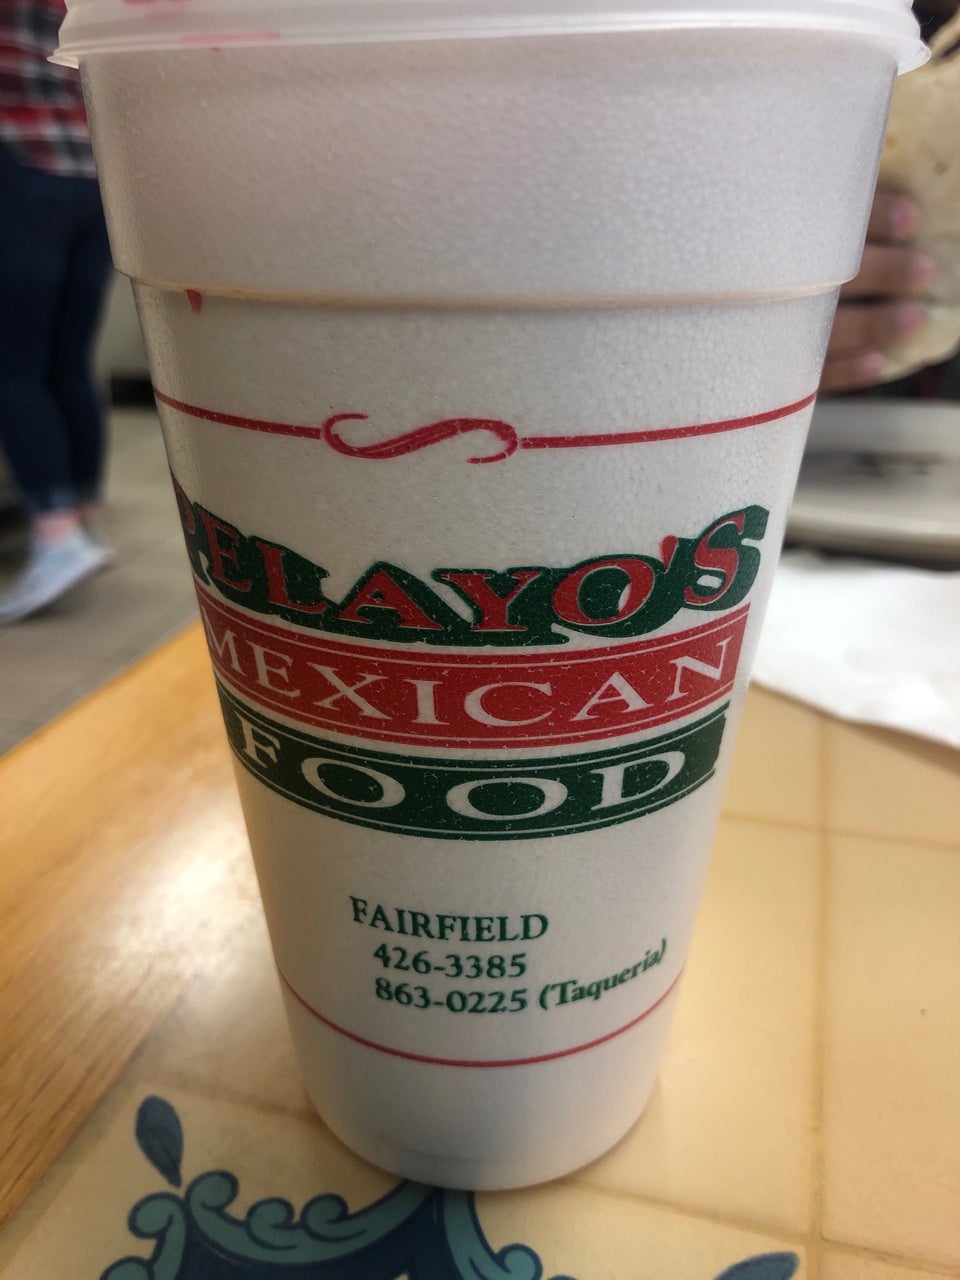 PELAYO'S
MEXICAN
FOOD
FAIRFIELD
426-3385
863-0225 (Taqueria)